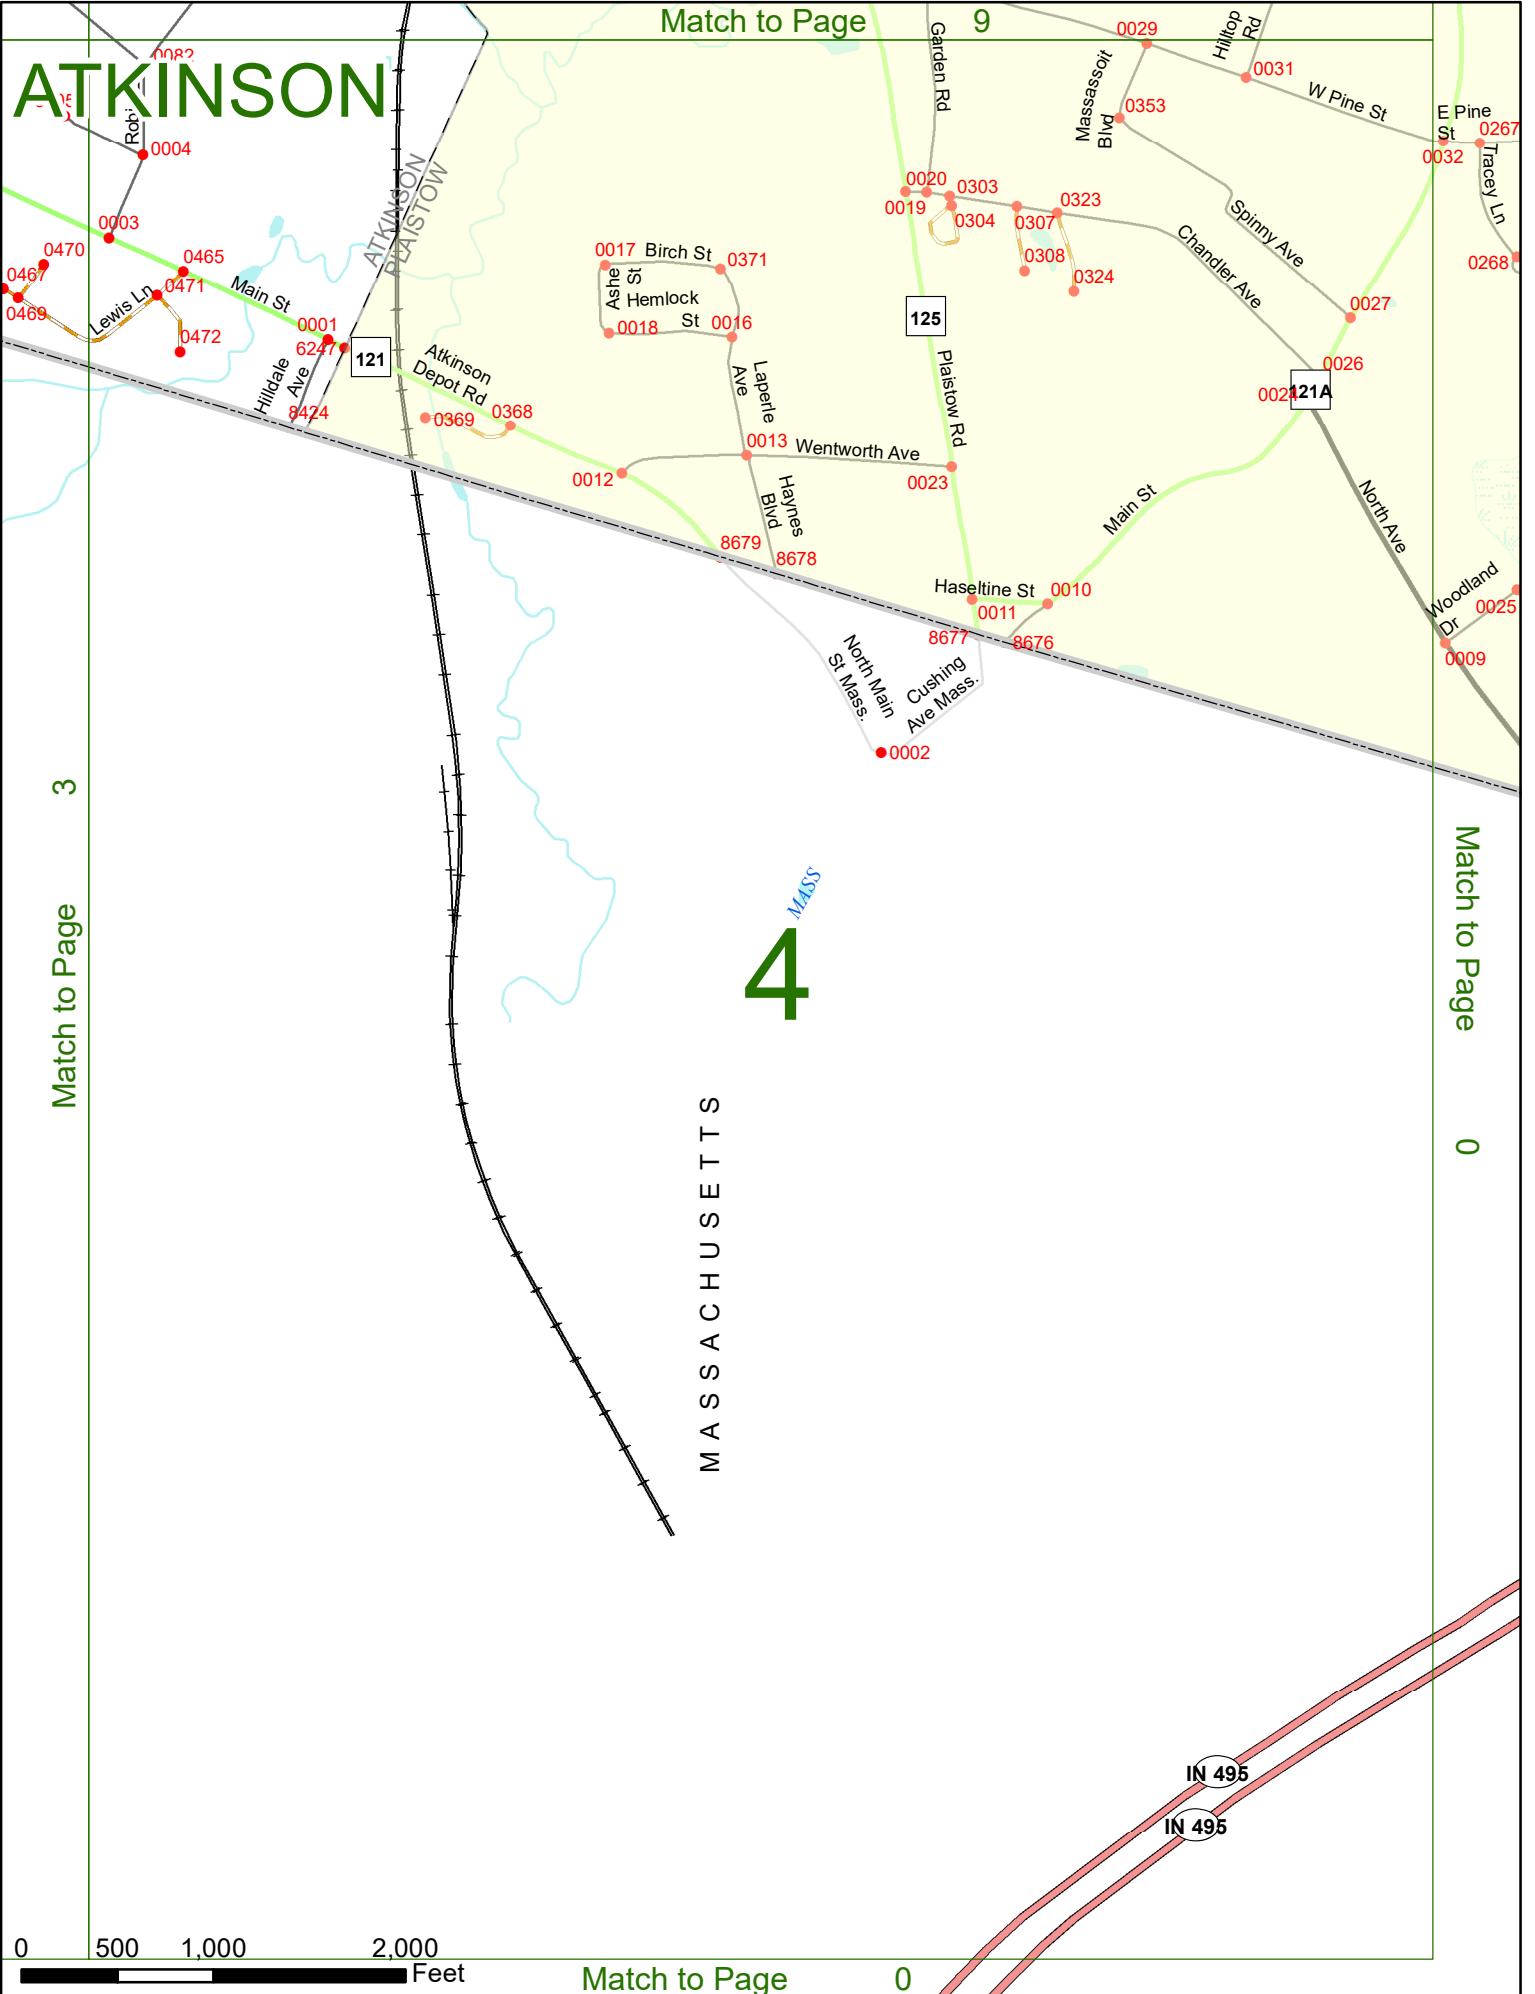 Match to Page 9
ATKINSON
0082
Rob
0004
0003
0470
0467
0469
0465
0471
0472
Lewis Ln
Main St
0001
6247
Hilldale
Ave
8424
121
ATKINSON
PLAISTOW
Atkinson
Depot Rd
0369
0368
0012
0017
Birch St
0371
Ashe
St
Hemlock
St
0018
0016
Laperle
Ave
0013
Wentworth Ave
0023
Haynes
Blvd
8679
8678
Garden Rd
0020
0019
0303
0304
0307
0308
0323
0324
125
Plaistow Rd
Massassoit
Blvd
0029
0353
Hilltop
Rd
0031
W Pine St
E Pine
St
0267
0032
Tracey Ln
0268
Spinny Ave
Chandler Ave
0027
0026
0024
121A
North Ave
Main St
Haseltine St
0010
0011
8677
8676
Woodland
Dr
0025
0009
North Main
St Mass.
Cushing
Ave Mass.
0002
Match to Page 3
Match to Page 0
MASS
4
MASSACHUSETTS
IN 495
IN 495
0 500 1,000 2,000
Feet
Match to Page 0